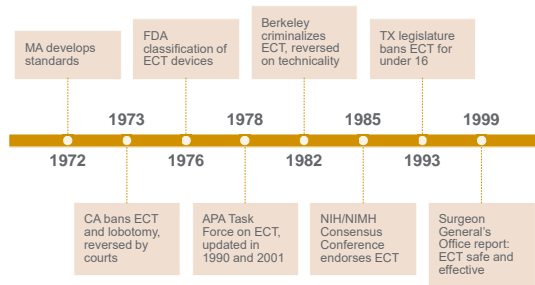 MA develops
standards
FDA
classification of
ECT devices
Berkeley
criminalizes
ECT, reversed
on technicality
TX legislature
bans ECT for
under 16
1973
1978
1985
1999
1972
1976
1982
1993
CA bans ECT
and lobotomy,
reversed by
courts
APA Task
Force on ECT,
updated in
1990 and 2001
NIH/NIMH
Consensus
Conference
endorses ECT
Surgeon
General's
Office report:
ECT safe and
effective